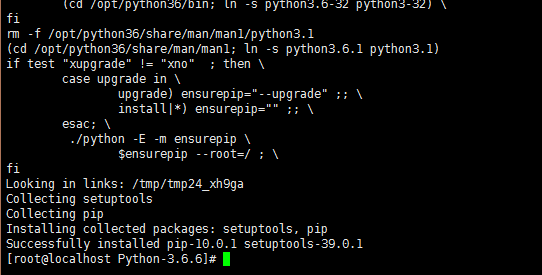 (cd /opt/python36/bin; ln -s python3.6-32 python3-32) \
fi
rm -f /opt/python36/share/man/man1/python3.1
(cd /opt/python36/share/man/man1; ln -s python3.6.1 python3.1)
if test "xupgrade" != "xno"  ; then \
        case upgrade in \
                upgrade) ensurepip="--upgrade" ;; \
                install|*) ensurepip="" ;; \
        esac; \
         ./python -E -m ensurepip \
                $ensurepip --root=/ ; \
fi
Looking in links: /tmp/tmp24_xh9ga
Collecting setuptools
Collecting pip
Installing collected packages: setuptools, pip
Successfully installed pip-10.0.1 setuptools-39.0.1
[root@localhost Python-3.6.6]#